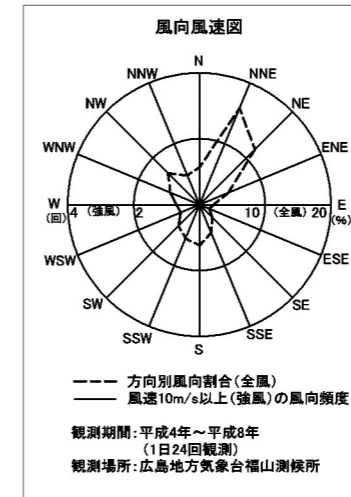 風向風速図
N
NNW
NNE
NW
NE
WNW
ENE
W 4 (強風) 2 10 (全風) 20 E
(回) (%)
WSW
ESE
SW
SE
SSW
SSE
S
方向別風向割合(全風)
風速10m/s以上(強風)の風向頻度
観測期間:平成4年～平成8年
(1日24回観測)
観測場所:広島地方気象台福山測候所